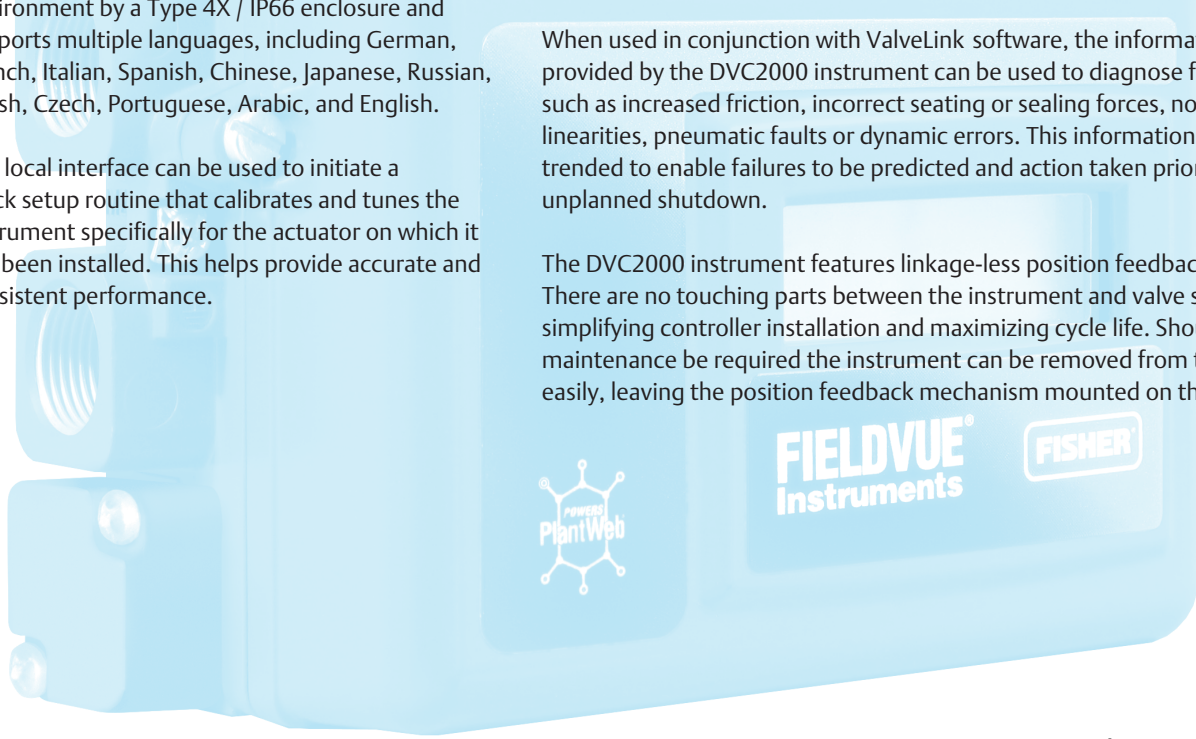 ironment by a Type 4X / IP66 enclosure and
ports multiple languages, including German,
nch, Italian, Spanish, Chinese, Japanese, Russian,
sh, Czech, Portuguese, Arabic, and English.
local interface can be used to initiate a
ck setup routine that calibrates and tunes the
trument specifically for the actuator on which it
been installed. This helps provide accurate and
sistent performance.
When used in conjunction with ValveLink software, the informa
provided by the DVC2000 instrument can be used to diagnose f
such as increased friction, incorrect seating or sealing forces, no
linearities, pneumatic faults or dynamic errors. This information
trended to enable failures to be predicted and action taken prior
unplanned shutdown.
The DVC2000 instrument features linkage-less position feedbac
There are no touching parts between the instrument and valve s
simplifying controller installation and maximizing cycle life. Sho
maintenance be required the instrument can be removed from t
easily, leaving the position feedback mechanism mounted on th
FIELDVUE®
Instruments
FISHER®
POWERS
PlantWeb